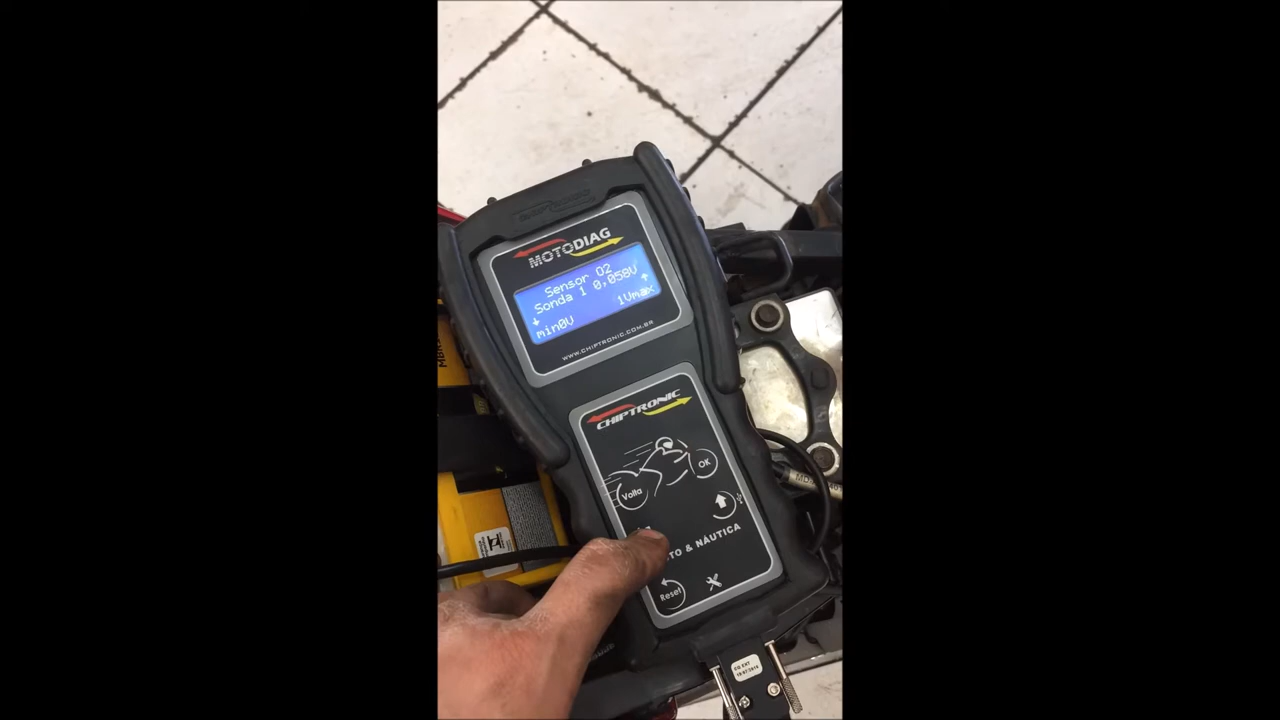 MOTODIAG
Sensor O2
Sonda 1 0,058V
↓ ↑
min0V 1Vmax
WWW.CHIPTRONIC.COM.BR
CHIPTRONIC
OK
Volta
TO & NÁUTICA
Reset